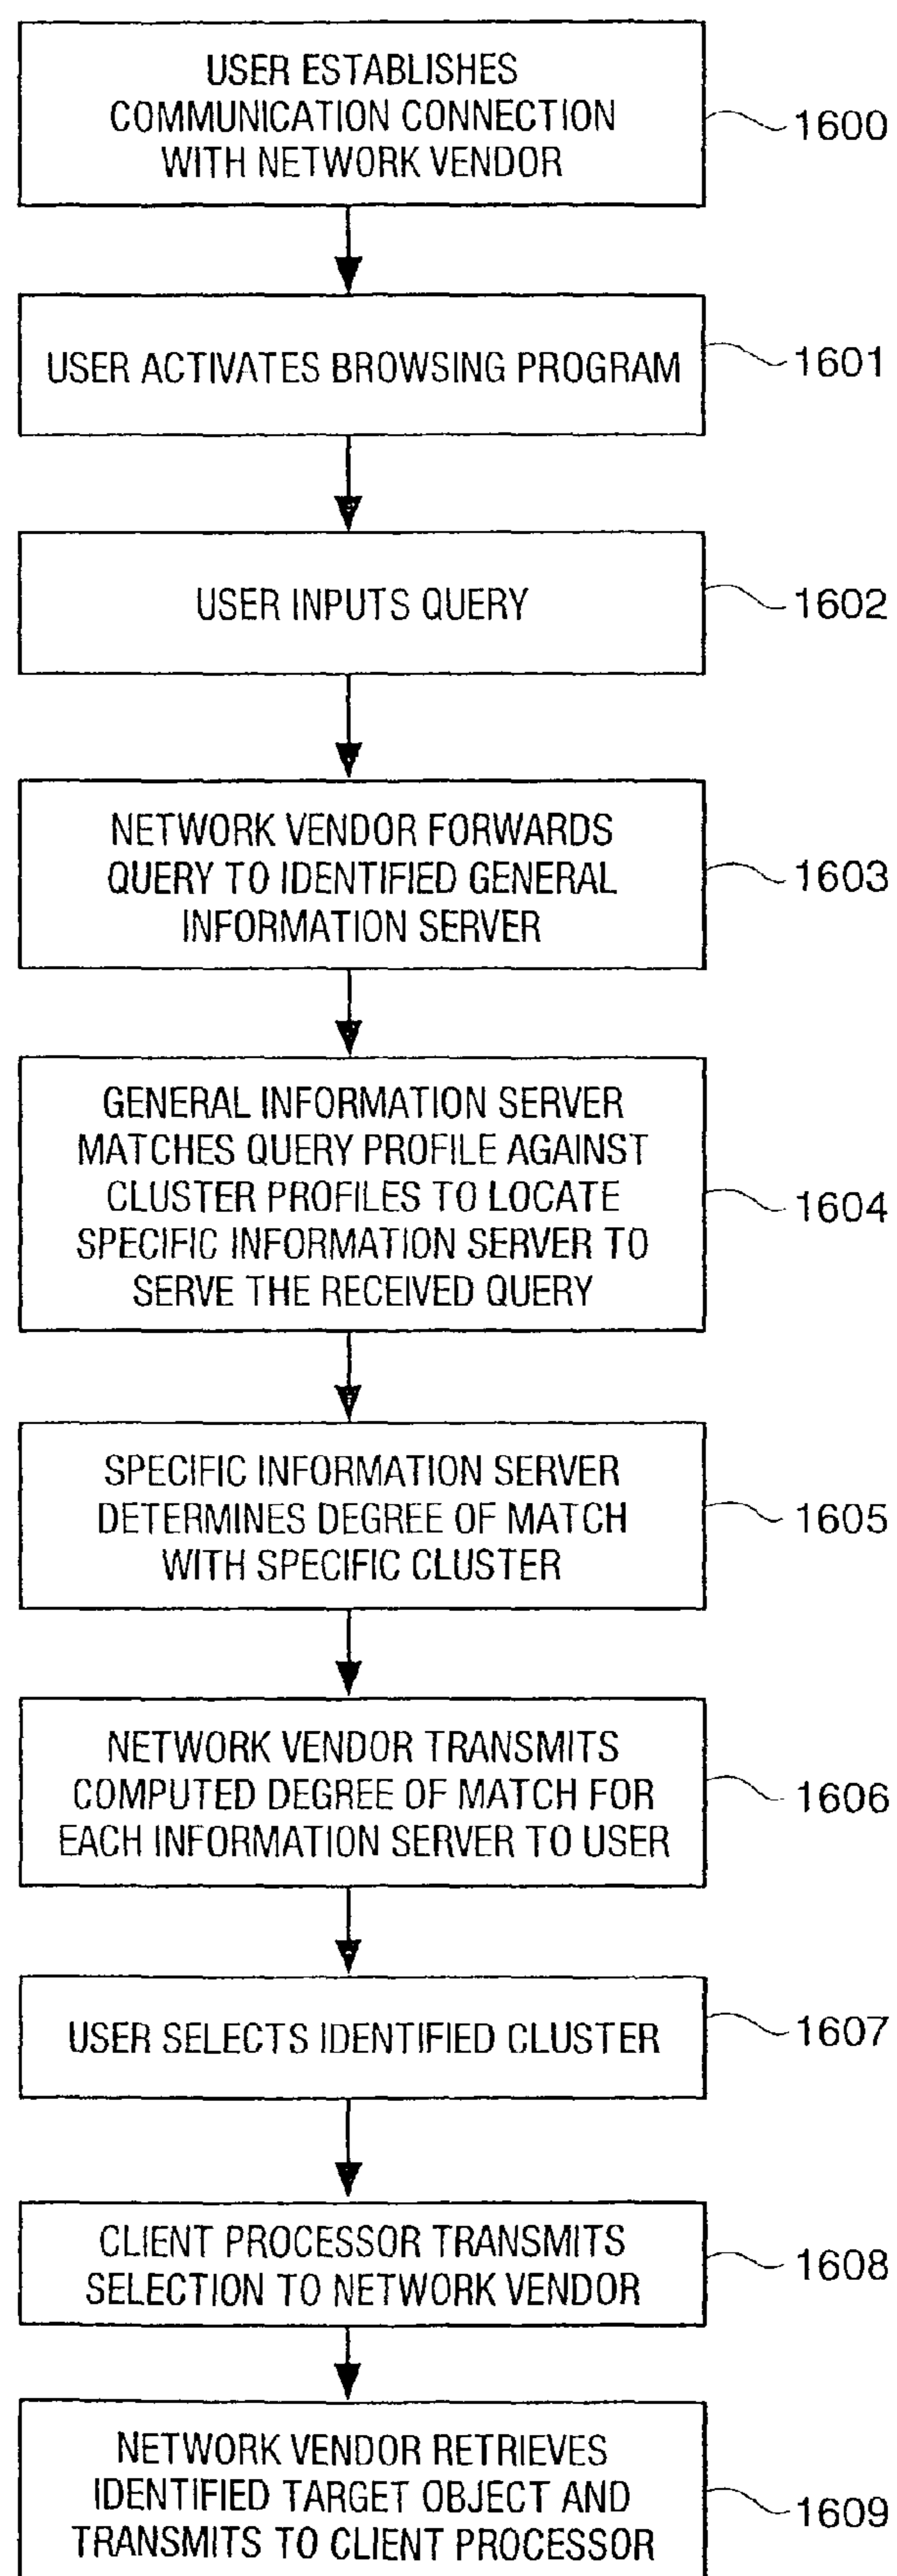 USER ESTABLISHES
COMMUNICATION CONNECTION
WITH NETWORK VENDOR
1600
USER ACTIVATES BROWSING PROGRAM
1601
USER INPUTS QUERY
1602
NETWORK VENDOR FORWARDS
QUERY TO IDENTIFIED GENERAL
INFORMATION SERVER
1603
GENERAL INFORMATION SERVER
MATCHES QUERY PROFILE AGAINST
CLUSTER PROFILES TO LOCATE
SPECIFIC INFORMATION SERVER TO
SERVE THE RECEIVED QUERY
1604
SPECIFIC INFORMATION SERVER
DETERMINES DEGREE OF MATCH
WITH SPECIFIC CLUSTER
1605
NETWORK VENDOR TRANSMITS
COMPUTED DEGREE OF MATCH FOR
EACH INFORMATION SERVER TO USER
1606
USER SELECTS IDENTIFIED CLUSTER
1607
CLIENT PROCESSOR TRANSMITS
SELECTION TO NETWORK VENDOR
1608
NETWORK VENDOR RETRIEVES
IDENTIFIED TARGET OBJECT AND
TRANSMITS TO CLIENT PROCESSOR
1609